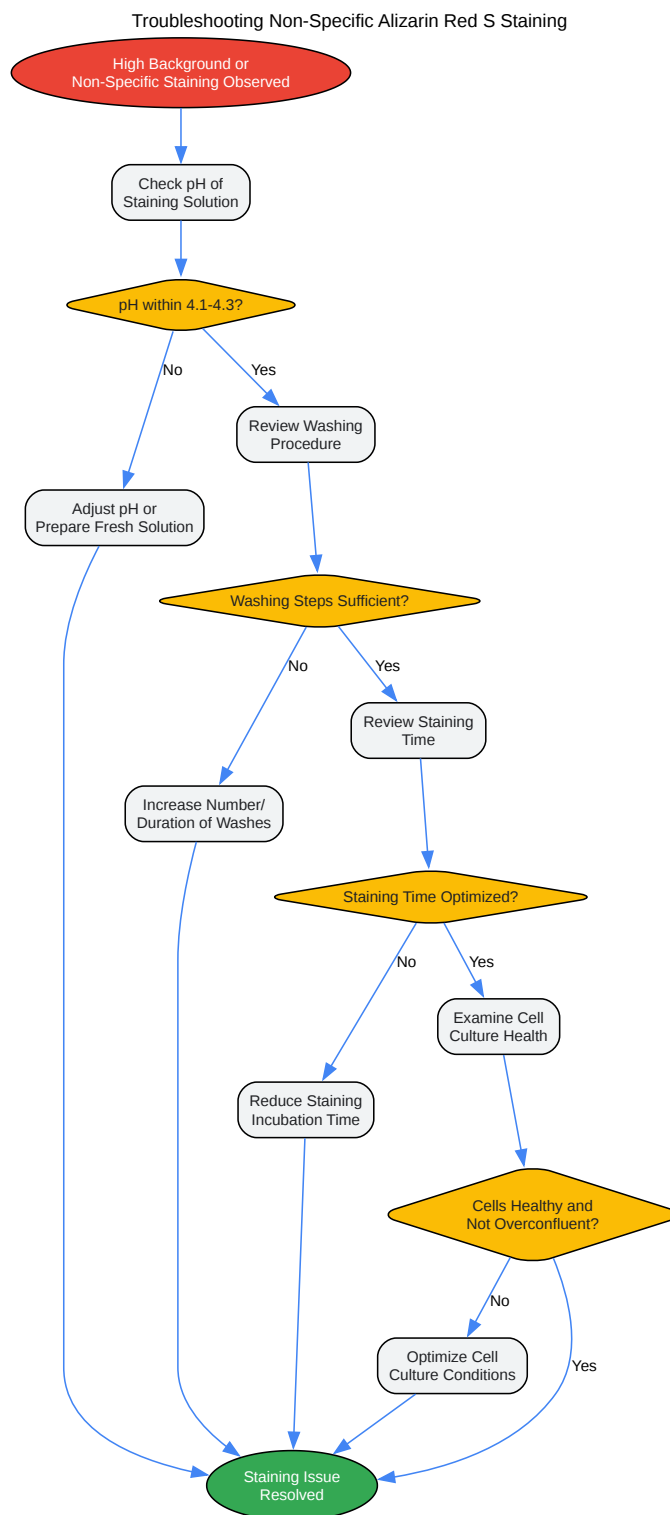 Troubleshooting Non-Specific Alizarin Red S Staining
High Background or
Non-Specific Staining Observed
Check pH of
Staining Solution
pH within 4.1-4.3?
No
Yes
Review Washing
Procedure
Adjust pH or
Prepare Fresh Solution
Washing Steps Sufficient?
No
Yes
Review Staining
Time
Increase Number/
Duration of Washes
Staining Time Optimized?
No
Yes
Examine Cell
Culture Health
Reduce Staining
Incubation Time
Cells Healthy and
Not Overconfluent?
No
Yes
Optimize Cell
Culture Conditions
Staining Issue
Resolved